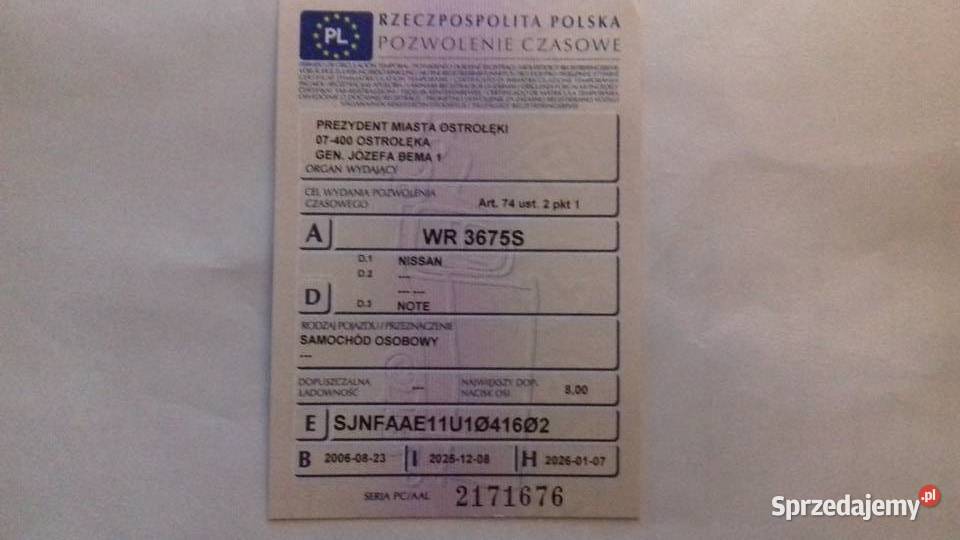 PL
RZECZPOSPOLITA POLSKA
POZWOLENIE CZASOWE
PREZYDENT MIASTA OSTROŁĘKI
07-400 OSTROŁĘKA
GEN. JÓZEFA BEMA 1
ORGAN WYDAJĄCY
CEL WYDANIA POZWOLENIA
CZASOWEGO Art. 74 ust. 2 pkt 1
A WR 3675S
D.1 NISSAN
D.2 ---
--- ---
D
D.3 NOTE
RODZAJ POJAZDU / PRZEZNACZENIE
SAMOCHÓD OSOBOWY
---
DOPUSZCZALNA ŁADOWNOŚĆ --- NAJWIĘKSZY DOP. NACISK OSI 8.00
E SJNFAAE11U1Ø416Ø2
B 2006-08-23 I 2025-12-08 H 2026-01-07
SERIA PC/AAL 2171676
Sprzedajemy.pl